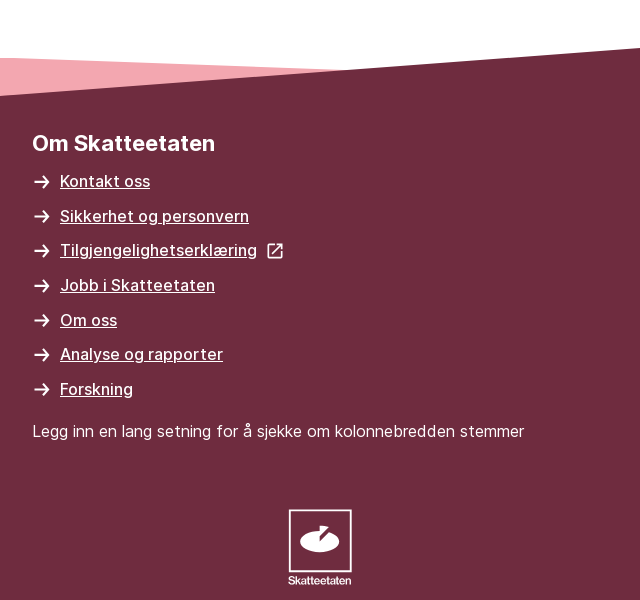 Om Skatteetaten
Kontakt oss
Sikkerhet og personvern
Tilgjengelighetserklæring
Jobb i Skatteetaten
Om oss
Analyse og rapporter
Forskning
Legg inn en lang setning for å sjekke om kolonnebredden stemmer
Skatteetaten